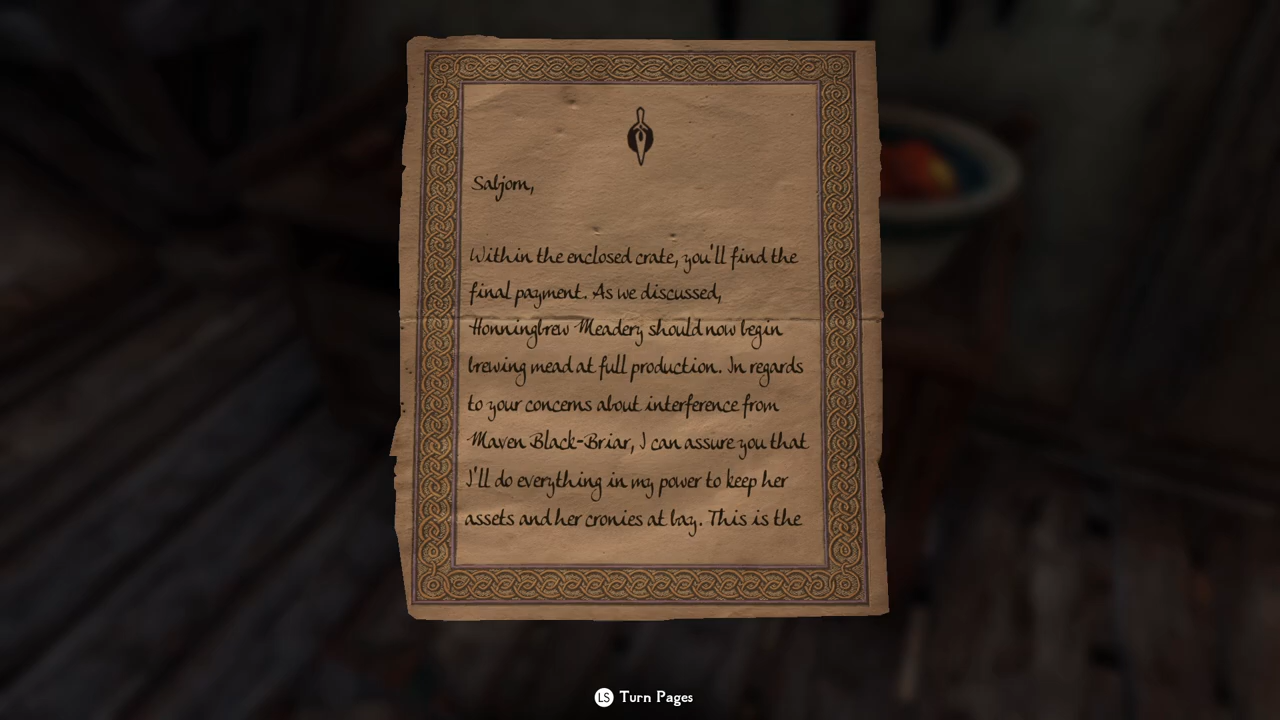 Sabjorn,
Within the enclosed crate, you'll find the
final payment. As we discussed,
Honningbrew Meadery should now begin
brewing mead at full production. In regards
to your concerns about interference from
Maven Black-Briar, I can assure you that
I'll do everything in my power to keep her
assets and her cronies at bay. This is the
LS Turn Pages